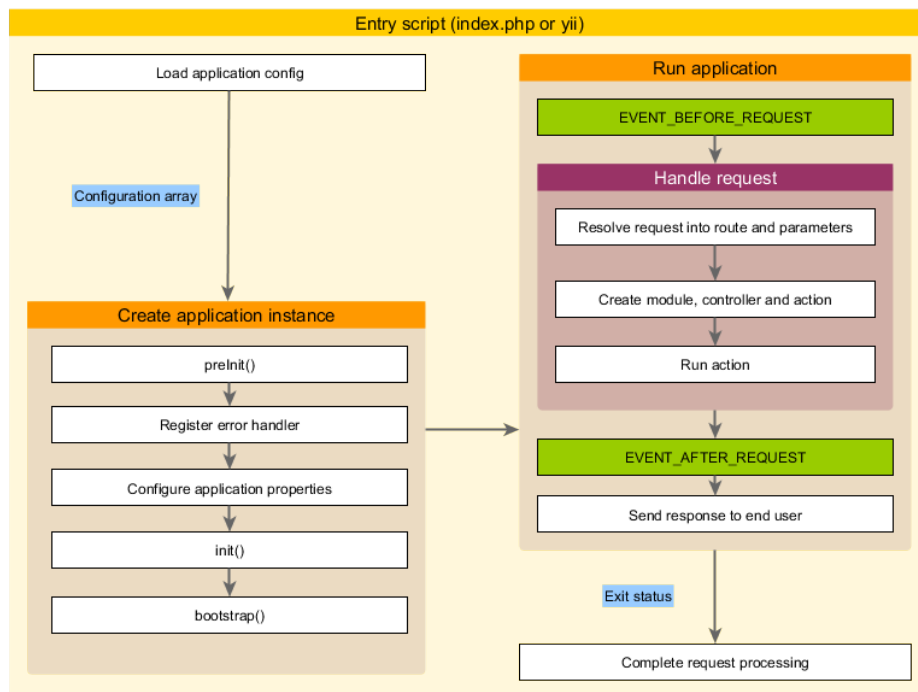 Entry script (index.php or yii)
Load application config
Configuration array
Create application instance
preInit()
Register error handler
Configure application properties
init()
bootstrap()
Run application
EVENT_BEFORE_REQUEST
Handle request
Resolve request into route and parameters
Create module, controller and action
Run action
EVENT_AFTER_REQUEST
Send response to end user
Exit status
Complete request processing